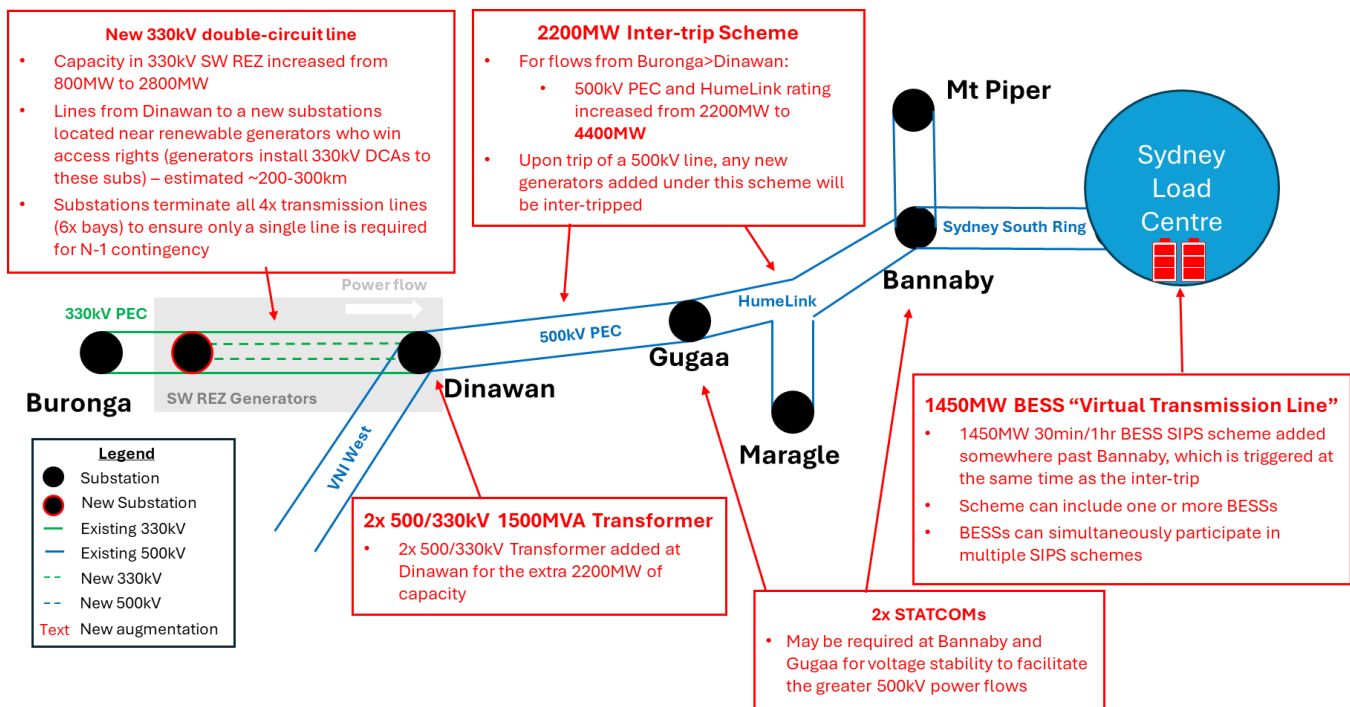 New 330kV double-circuit line
• Capacity in 330kV SW REZ increased from
800MW to 2800MW
• Lines from Dinawan to a new substations
located near renewable generators who win
access rights (generators install 330kV DCAs to
these subs) – estimated ~200-300km
• Substations terminate all 4x transmission lines
(6x bays) to ensure only a single line is required
for N-1 contingency
2200MW Inter-trip Scheme
• For flows from Buronga>Dinawan:
• 500kV PEC and HumeLink rating
increased from 2200MW to
4400MW
• Upon trip of a 500kV line, any new
generators added under this scheme will
be inter-tripped
Mt Piper
Sydney
Load
Centre
Sydney South Ring
Bannaby
HumeLink
Power flow
330kV PEC
500kV PEC
Gugaa
Dinawan
Buronga
SW REZ Generators
VNI West
Maragle
Legend
Substation
New Substation
Existing 330kV
Existing 500kV
New 330kV
New 500kV
Text New augmentation
2x 500/330kV 1500MVA Transformer
• 2x 500/330kV Transformer added at
Dinawan for the extra 2200MW of
capacity
1450MW BESS “Virtual Transmission Line”
• 1450MW 30min/1hr BESS SIPS scheme added
somewhere past Bannaby, which is triggered at
the same time as the inter-trip
• Scheme can include one or more BESSs
• BESSs can simultaneously participate in
multiple SIPS schemes
2x STATCOMs
• May be required at Bannaby and
Gugaa for voltage stability to facilitate
the greater 500kV power flows